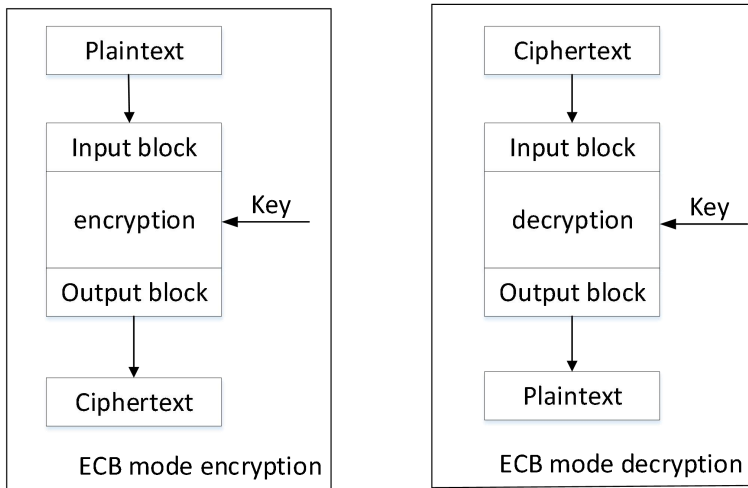 Plaintext
Input block
encryption
Key
Output block
Ciphertext
ECB mode encryption
Ciphertext
Input block
decryption
Key
Output block
Plaintext
ECB mode decryption